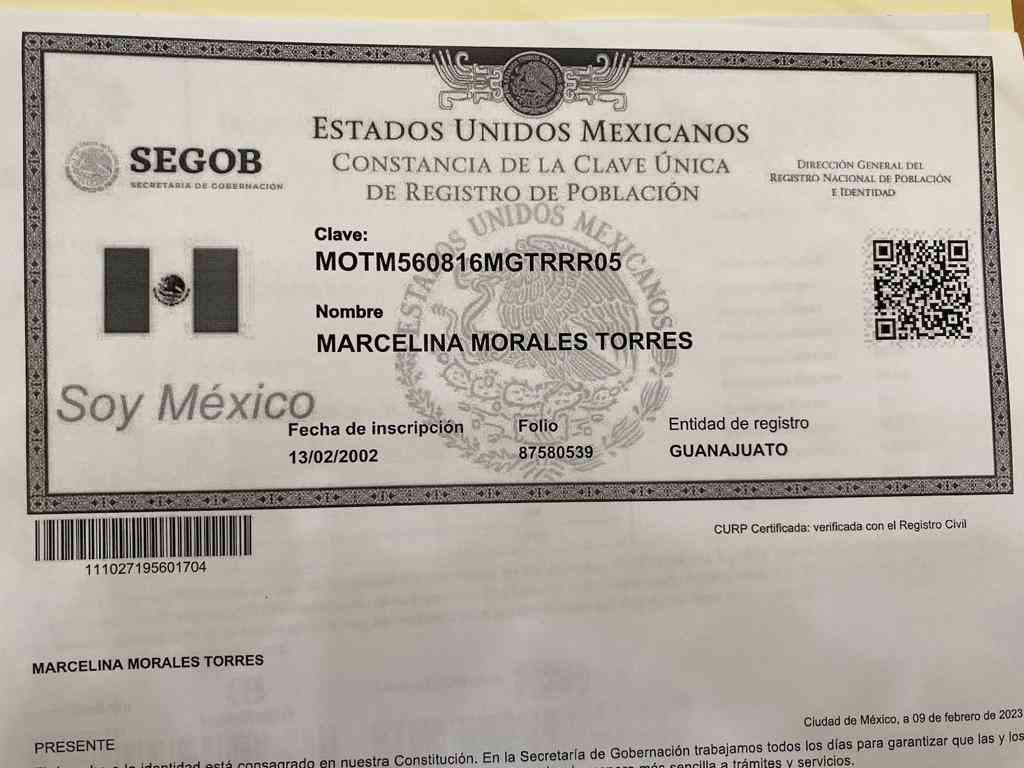 ESTADOS UNIDOS MEXICANOS
CONSTANCIA DE LA CLAVE ÚNICA
DE REGISTRO DE POBLACIÓN
SEGOB
SECRETARÍA DE GOBERNACIÓN
DIRECCIÓN GENERAL DEL
REGISTRO NACIONAL DE POBLACIÓN
E IDENTIDAD
ESTADOS UNIDOS MEXICANOS
Clave:
MOTM560816MGTRRR05
Nombre
MARCELINA MORALES TORRES
Soy México
Fecha de inscripción
13/02/2002
Folio
87580539
Entidad de registro
GUANAJUATO
111027195601704
CURP Certificada: verificada con el Registro Civil
MARCELINA MORALES TORRES
Ciudad de México, a 09 de febrero de 2023
PRESENTE
a la identidad está consagrado en nuestra Constitución. En la Secretaría de Gobernación trabajamos todos los días para garantizar que las y los
más sencilla a trámites y servicios.